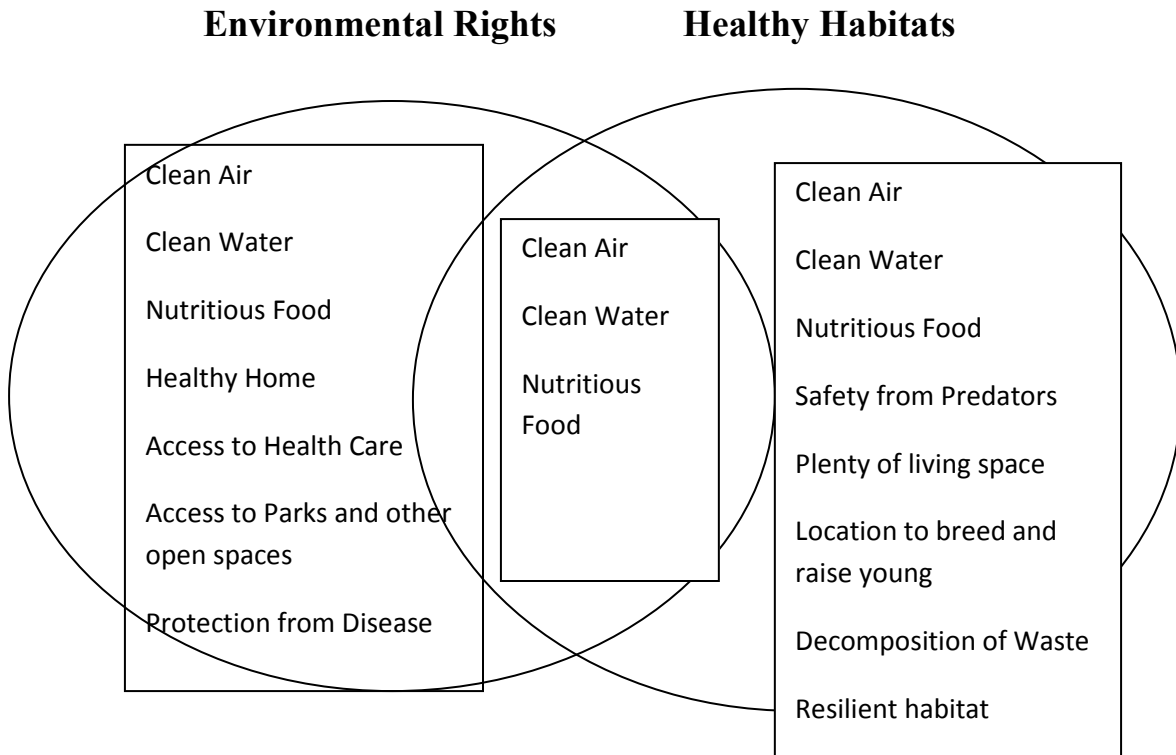 Environmental Rights Healthy Habitats
Clean Air
Clean Water
Nutritious Food
Healthy Home
Access to Health Care
Access to Parks and other
open spaces
Protection from Disease
Clean Air
Clean Water
Nutritious
Food
Clean Air
Clean Water
Nutritious Food
Safety from Predators
Plenty of living space
Location to breed and
raise young
Decomposition of Waste
Resilient habitat